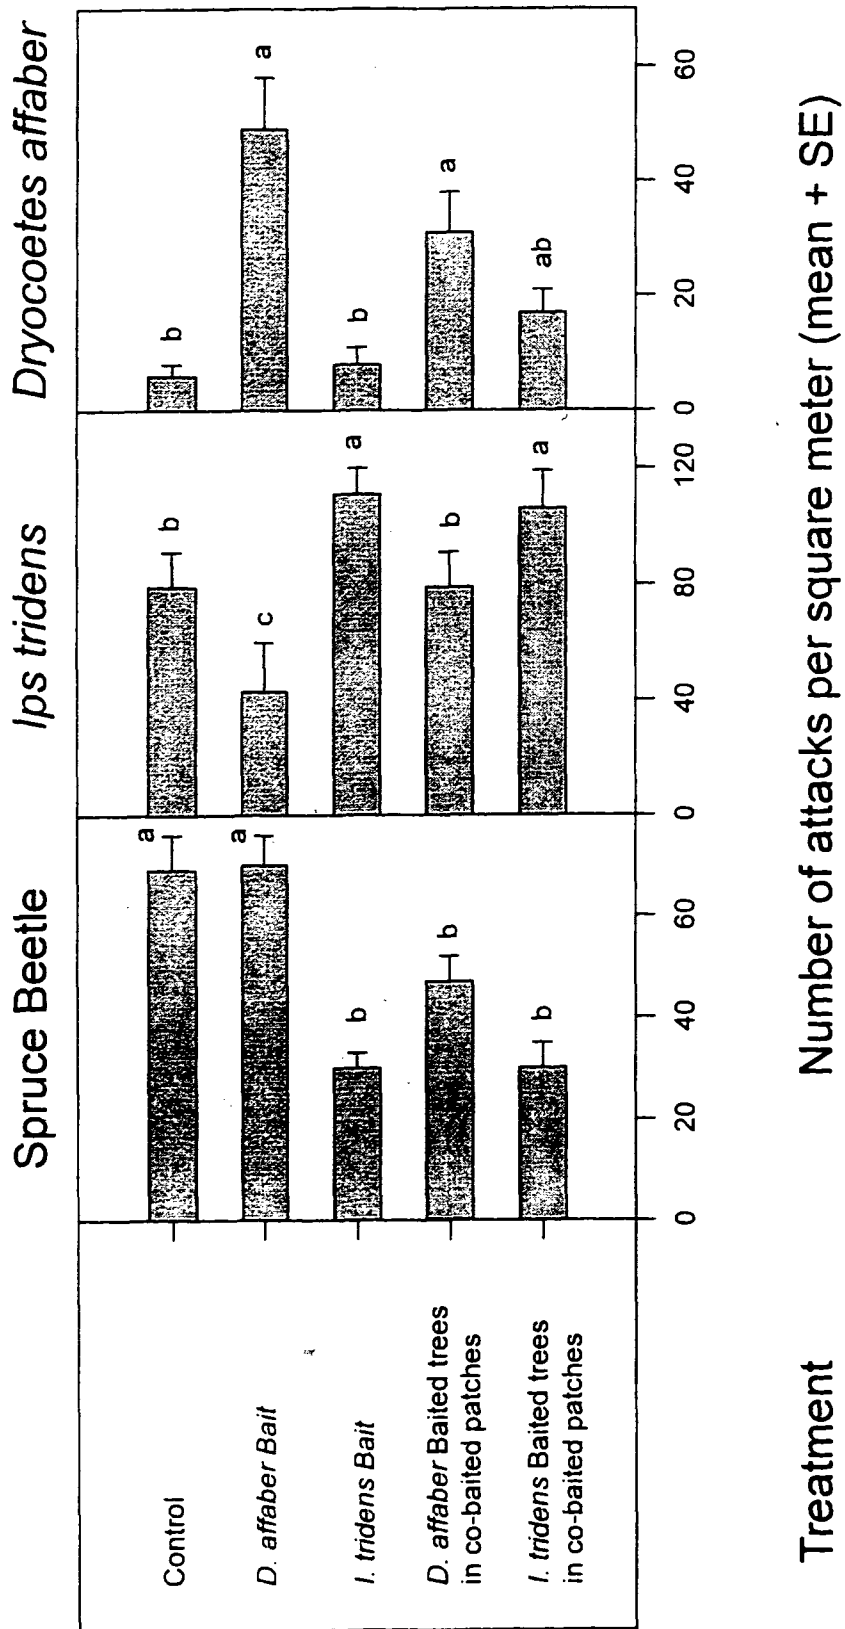 Spruce Beetle
Ips tridens
Dryocoetes affaber
Control
a
b
b
D. affaber Bait
a
c
a
I. tridens Bait
b
a
b
D. affaber Baited trees
in co-baited patches
b
b
a
I. tridens Baited trees
in co-baited patches
b
a
ab
0 20 40 60
0 40 80 120
0 20 40 60
Treatment
Number of attacks per square meter (mean + SE)